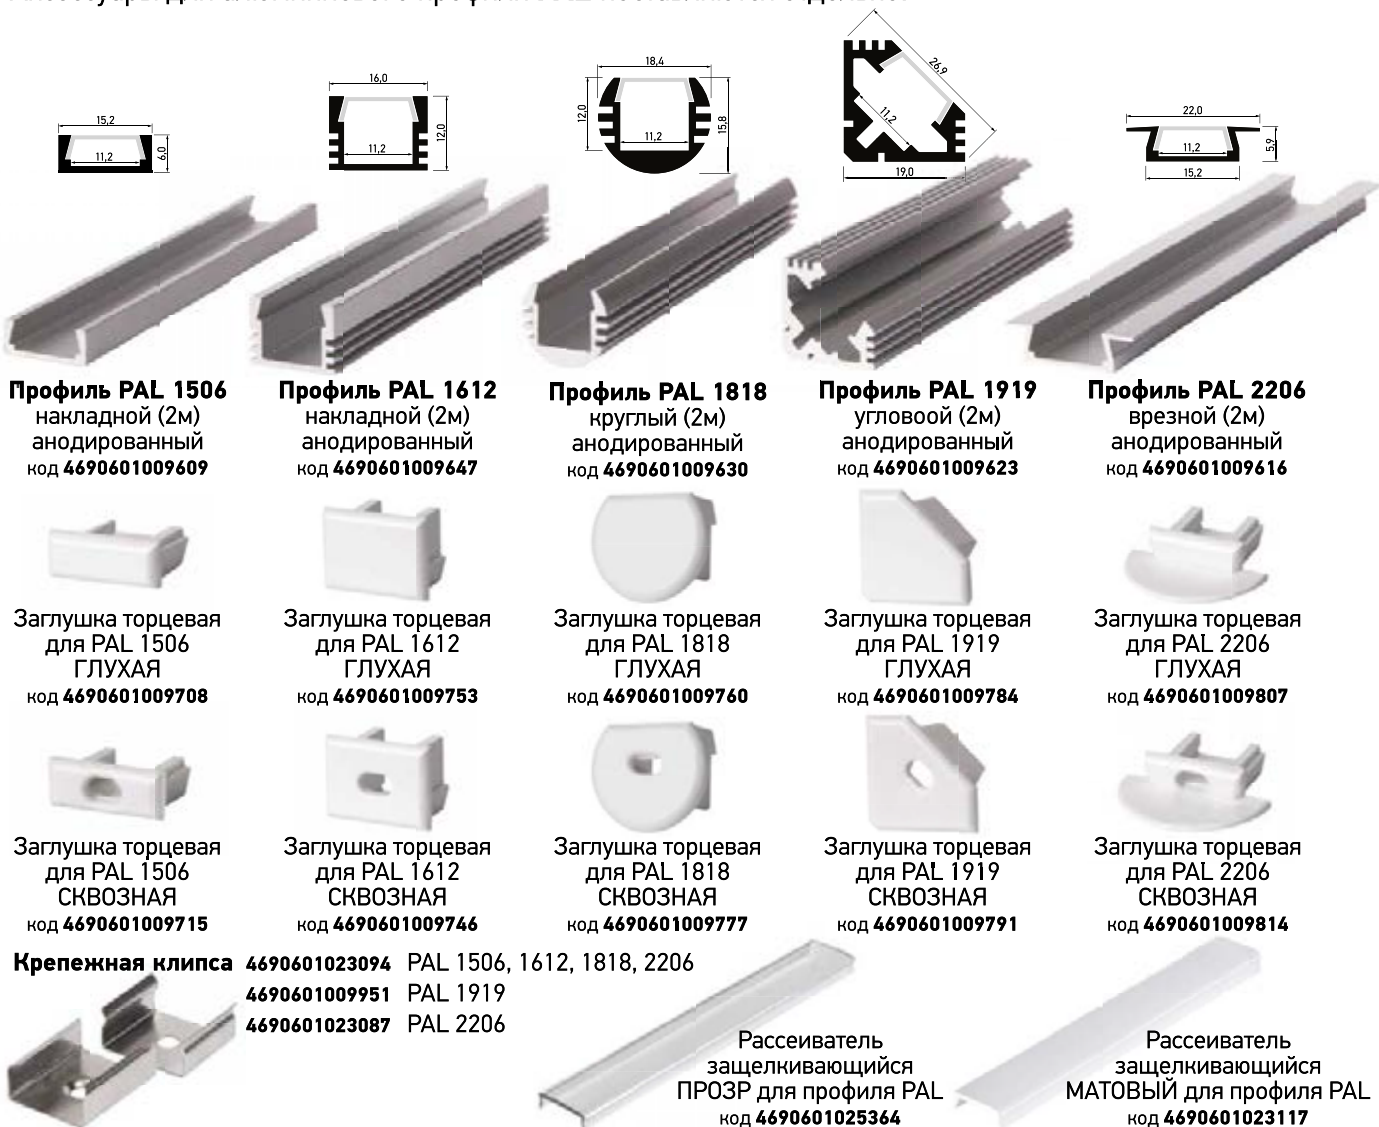 15,2
11,2
6,0
16,0
11,2
12,0
18,4
12,0
11,2
15,8
26,9
11,2
19,0
22,0
11,2
5,9
15,2
Профиль PAL 1506
накладной (2м)
анодированный
код 4690601009609
Профиль PAL 1612
накладной (2м)
анодированный
код 4690601009647
Профиль PAL 1818
круглый (2м)
анодированный
код 4690601009630
Профиль PAL 1919
угловоой (2м)
анодированный
код 4690601009623
Профиль PAL 2206
врезной (2м)
анодированный
код 4690601009616
Заглушка торцевая
для PAL 1506
ГЛУХАЯ
код 4690601009708
Заглушка торцевая
для PAL 1612
ГЛУХАЯ
код 4690601009753
Заглушка торцевая
для PAL 1818
ГЛУХАЯ
код 4690601009760
Заглушка торцевая
для PAL 1919
ГЛУХАЯ
код 4690601009784
Заглушка торцевая
для PAL 2206
ГЛУХАЯ
код 4690601009807
Заглушка торцевая
для PAL 1506
СКВОЗНАЯ
код 4690601009715
Заглушка торцевая
для PAL 1612
СКВОЗНАЯ
код 4690601009746
Заглушка торцевая
для PAL 1818
СКВОЗНАЯ
код 4690601009777
Заглушка торцевая
для PAL 1919
СКВОЗНАЯ
код 4690601009791
Заглушка торцевая
для PAL 2206
СКВОЗНАЯ
код 4690601009814
Крепежная клипса 4690601023094 PAL 1506, 1612, 1818, 2206
4690601009951 PAL 1919
4690601023087 PAL 2206
Рассеиватель
защелкивающийся
ПРОЗР для профиля PAL
код 4690601025364
Рассеиватель
защелкивающийся
МАТОВЫЙ для профиля PAL
код 4690601023117